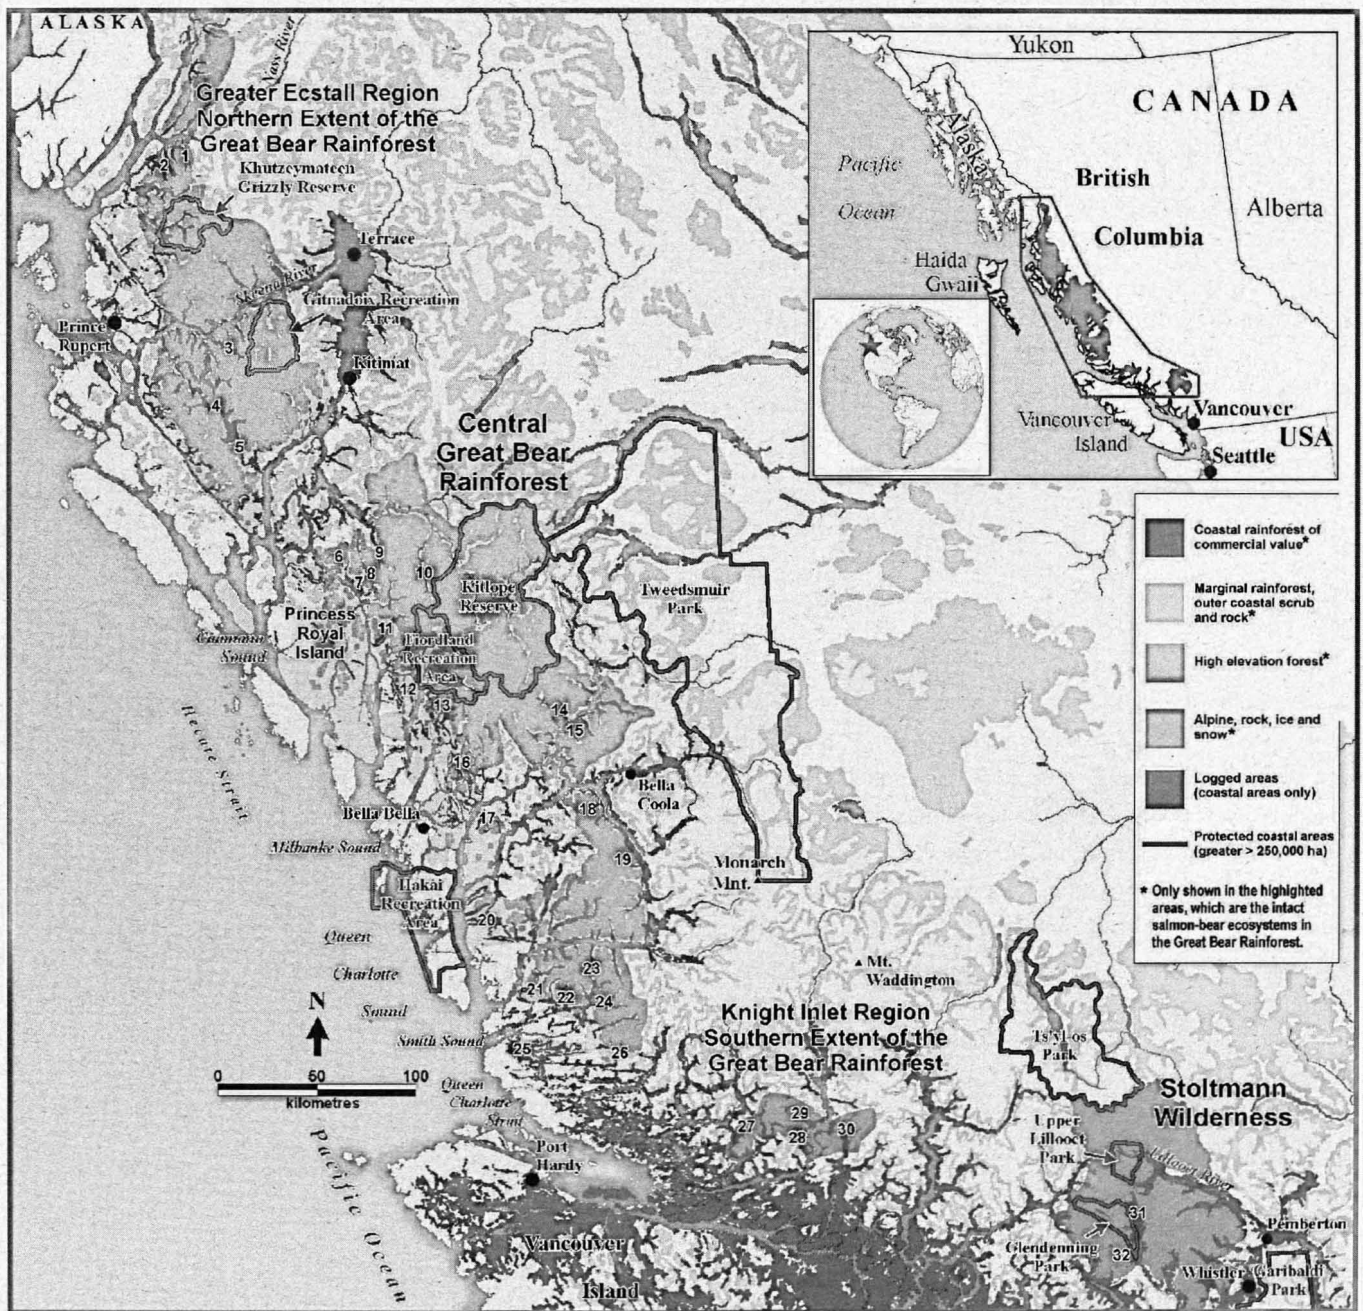 ALASKA
Nass River
Greater Ecstall Region
Northern Extent of the
Great Bear Rainforest
1
2
Khutzeymateen
Grizzly Reserve
Terrace
Skeena River
Gitnadoix Recreation
Area
Prince
Rupert
3
Kitimat
4
5
Central
Great Bear
Rainforest
6
7
8
9
10
Kitlope
Reserve
Tweedsmuir
Park
Princess
Royal
Island
11
Fiordland
Recreation
Area
Sound
12
13
14
15
Hecate Strait
16
Bella
Coola
17
18
Bella Bella
Milbanke Sound
19
Monarch
Mnt.
Hakai
Recreation
Area
20
Queen
Charlotte
Sound
Mt.
Waddington
21
22
23
24
N
Smith Sound
25
26
Knight Inlet Region
Southern Extent of the
Great Bear Rainforest
Ts'yl-os
Park
0 50 100
kilometres
Queen
Charlotte
Strait
Stoltmann
Wilderness
27
28
29
30
Upper
Lillooet
Park
Lillooet River
Pacific Ocean
Port
Hardy
31
32
Glendenning
Park
Pemberton
Vancouver
Island
Whistler
Garibaldi
Park
Yukon
CANADA
Alaska
Pacific
Ocean
British
Columbia
Alberta
Haida
Gwaii
Vancouver
Island
Vancouver
USA
Seattle
Coastal rainforest of
commercial value*
Marginal rainforest,
outer coastal scrub
and rock*
High elevation forest*
Alpine, rock, ice and
snow*
Logged areas
(coastal areas only)
Protected coastal areas
(greater > 250,000 ha)
* Only shown in the highlighted
areas, which are the intact
salmon-bear ecosystems in
the Great Bear Rainforest.